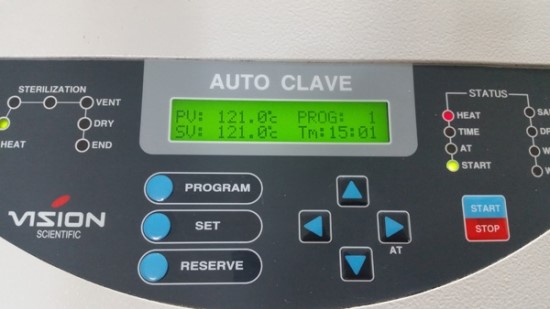 AUTO CLAVE
STERILIZATION
VENT
DRY
END
HEAT
PV: 121.0℃ PROG: 1
SV: 121.0℃ Tm:15:01
STATUS
HEAT
TIME
AT
START
PROGRAM
SET
RESERVE
AT
START
STOP
VISION
SCIENTIFIC